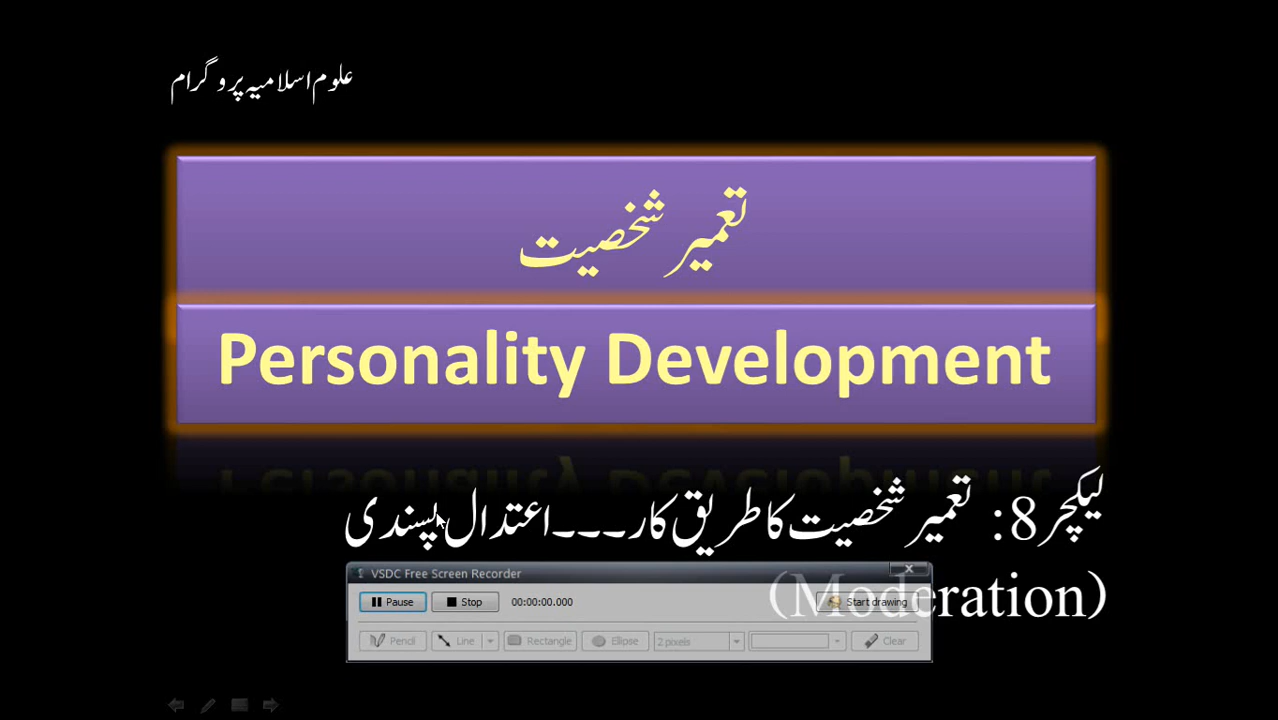 علوم اسلامیہ پروگرام
تعمیر شخصیت
Personality Development
لیکچر 8: تعمیر شخصیت کا طریق کار۔۔۔اعتدال پسندی
(Moderation)
VSDC Free Screen Recorder
Pause Stop 00:00:00.000 Start drawing
Pencil Line Rectangle Ellipse 2 pixels Clear